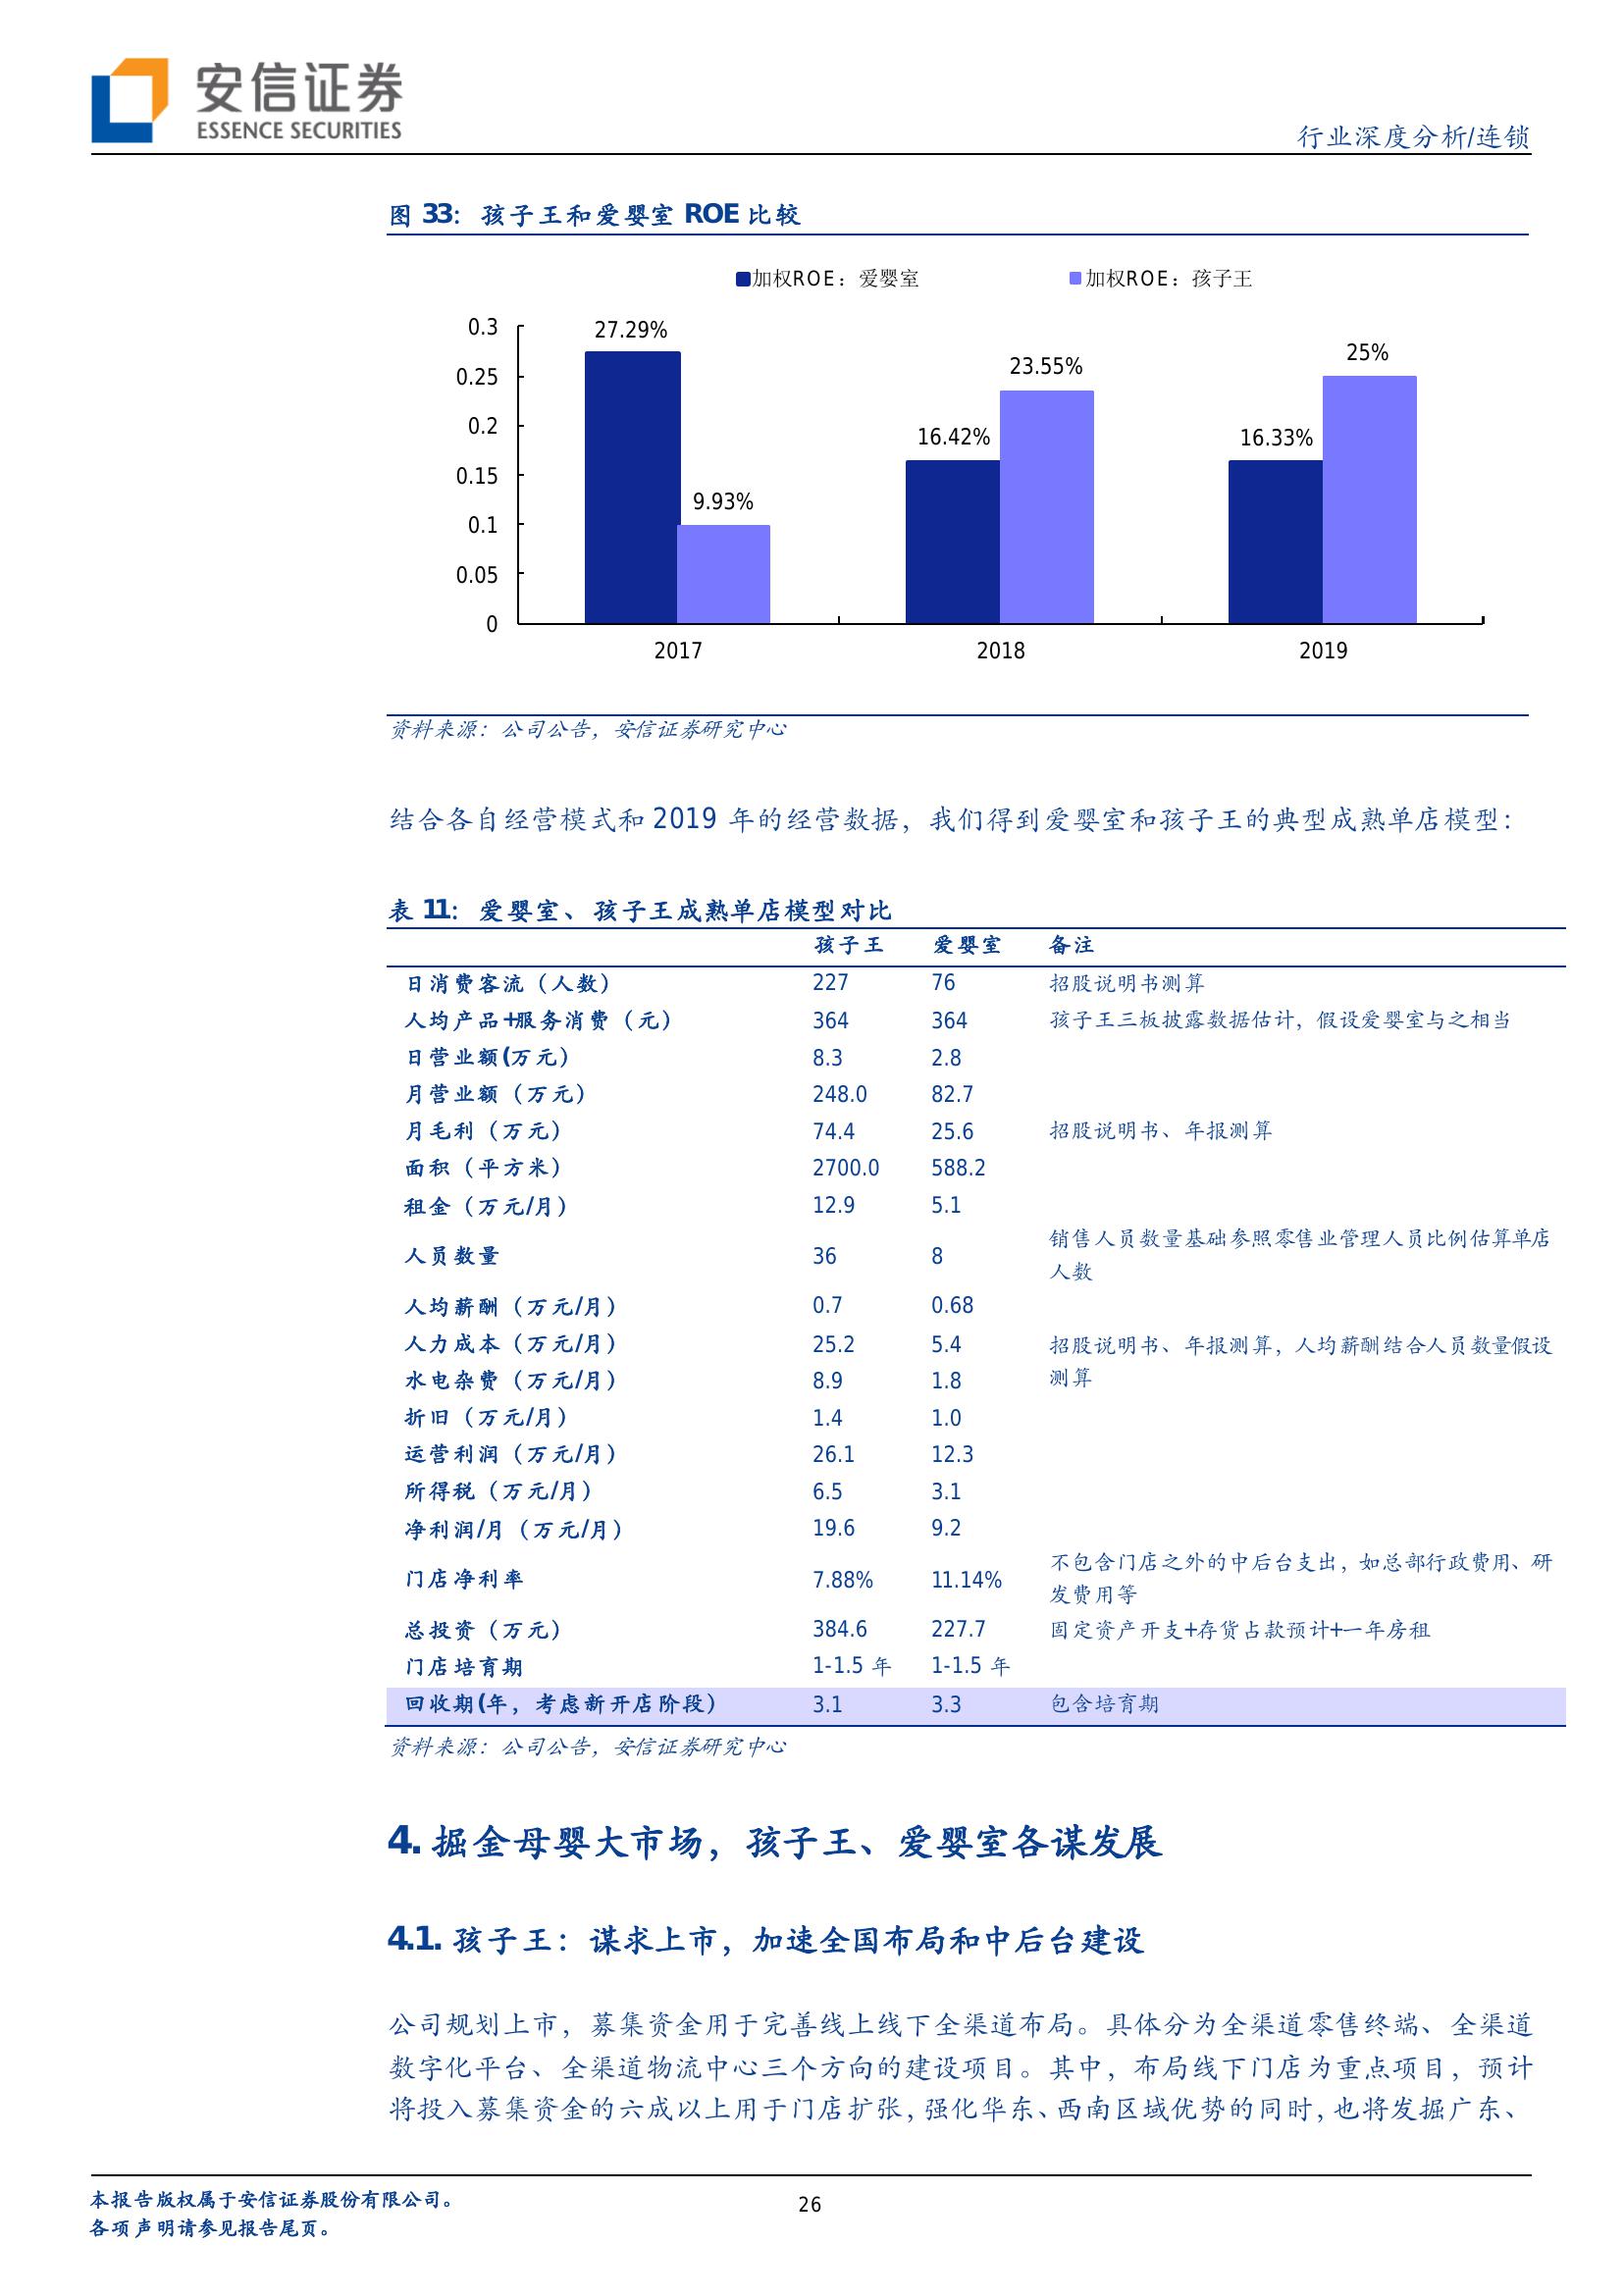 安信证券
ESSENCE SECURITIES
行业深度分析/连锁
图 33：孩子王和爱婴室 ROE 比较
加权ROE：爱婴室 加权ROE：孩子王
0.3
0.25
0.2
0.15
0.1
0.05
0
27.29%
9.93%
16.42%
23.55%
16.33%
25%
2017 2018 2019
资料来源：公司公告，安信证券研究中心
结合各自经营模式和 2019 年的经营数据，我们得到爱婴室和孩子王的典型成熟单店模型：
表 11：爱婴室、孩子王成熟单店模型对比
孩子王 爱婴室 备注
日消费客流（人数） 227 76 招股说明书测算
人均产品+服务消费（元） 364 364 孩子王三板披露数据估计，假设爱婴室与之相当
日营业额(万元） 8.3 2.8
月营业额（万元） 248.0 82.7
月毛利（万元） 74.4 25.6 招股说明书、年报测算
面积（平方米） 2700.0 588.2
租金（万元/月） 12.9 5.1
人员数量 36 8 销售人员数量基础参照零售业管理人员比例估算单店
人数
人均薪酬（万元/月） 0.7 0.68
人力成本（万元/月） 25.2 5.4 招股说明书、年报测算，人均薪酬结合人员数量假设
测算
水电杂费（万元/月） 8.9 1.8
折旧（万元/月） 1.4 1.0
运营利润（万元/月） 26.1 12.3
所得税（万元/月） 6.5 3.1
净利润/月（万元/月） 19.6 9.2
门店净利率 7.88% 11.14% 不包含门店之外的中后台支出，如总部行政费用、研
发费用等
总投资（万元） 384.6 227.7 固定资产开支+存货占款预计+一年房租
门店培育期 1-1.5 年 1-1.5 年
回收期(年，考虑新开店阶段） 3.1 3.3 包含培育期
资料来源：公司公告，安信证券研究中心
4. 掘金母婴大市场，孩子王、爱婴室各谋发展
4.1. 孩子王：谋求上市，加速全国布局和中后台建设
公司规划上市，募集资金用于完善线上线下全渠道布局。具体分为全渠道零售终端、全渠道
数字化平台、全渠道物流中心三个方向的建设项目。其中，布局线下门店为重点项目，预计
将投入募集资金的六成以上用于门店扩张，强化华东、西南区域优势的同时，也将发掘广东、
本报告版权属于安信证券股份有限公司。
各项声明请参见报告尾页。
26